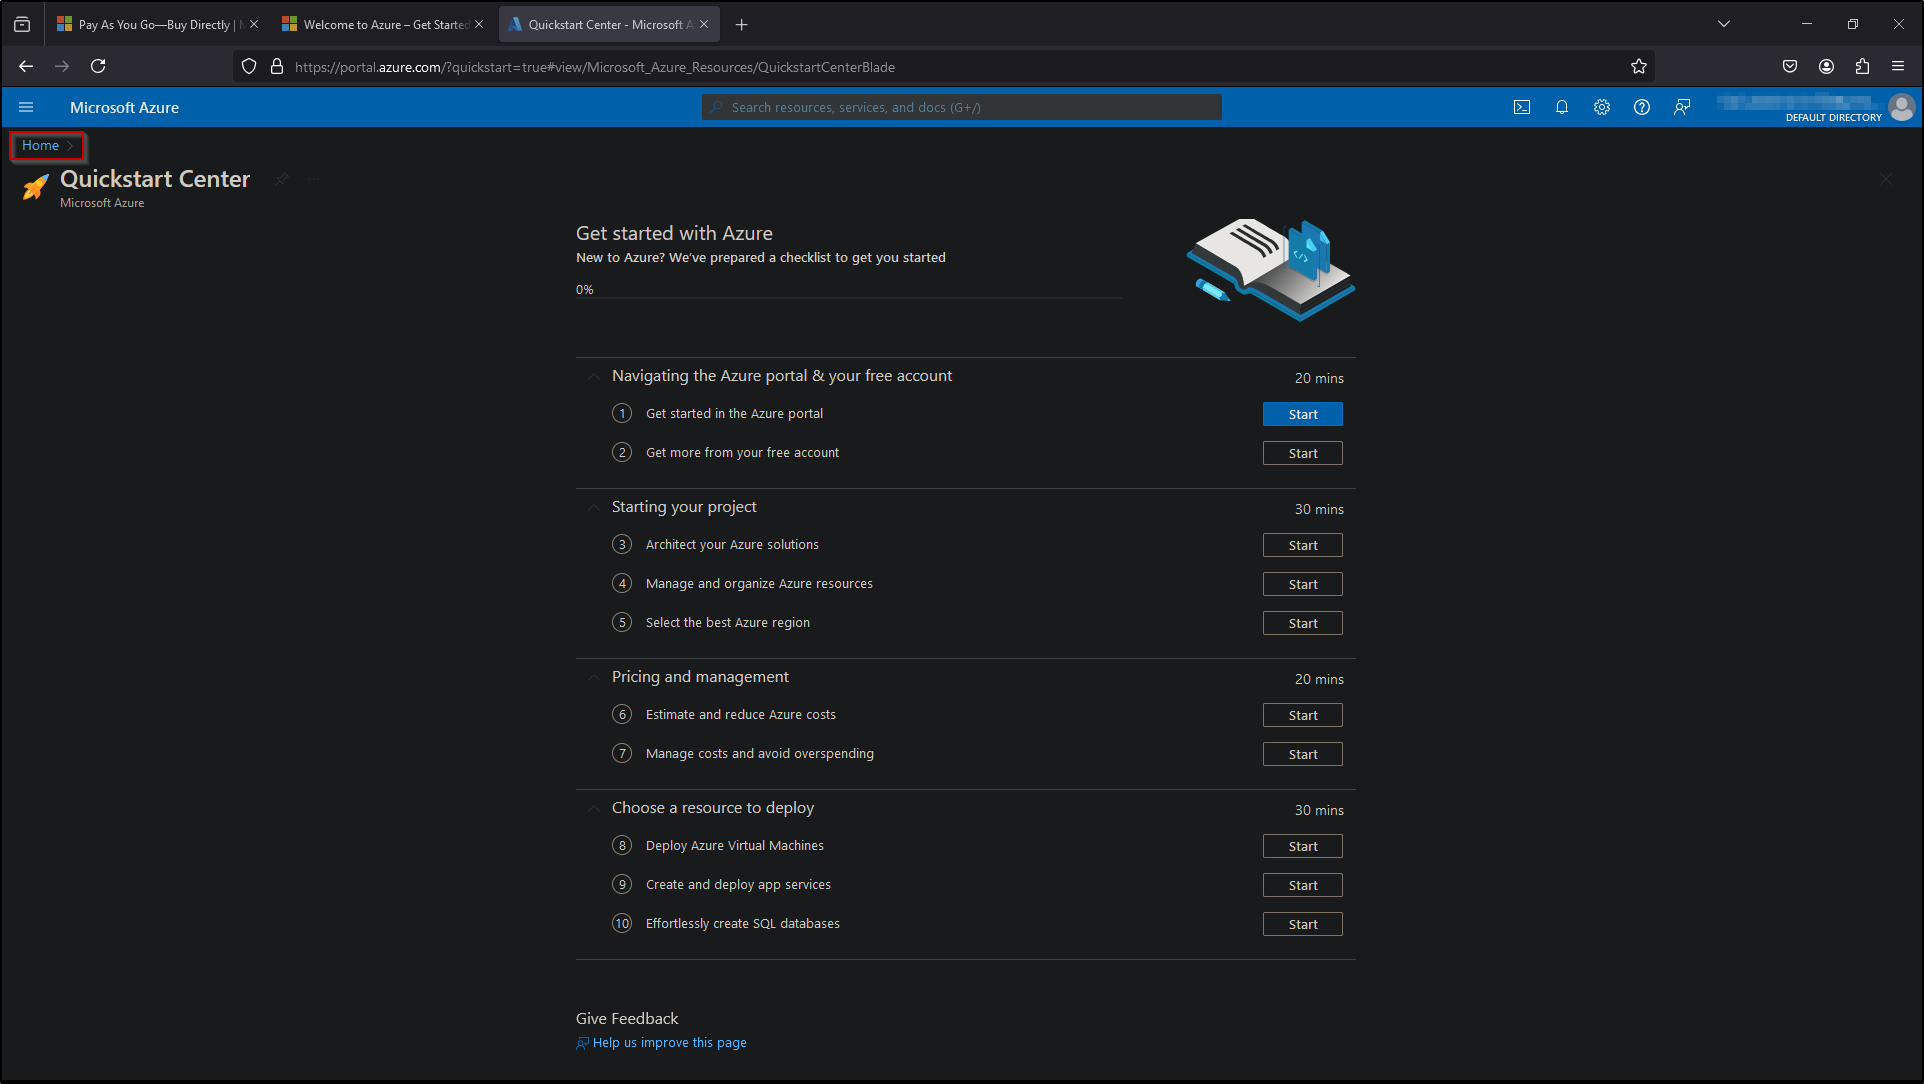 Pay As You Go—Buy Directly |
Welcome to Azure – Get Started
Quickstart Center - Microsoft A
https://portal.azure.com/?quickstart=true#view/Microsoft_Azure_Resources/QuickstartCenterBlade
Microsoft Azure
Search resources, services, and docs (G+/)
DEFAULT DIRECTORY
Home >
Quickstart Center
Microsoft Azure
Get started with Azure
New to Azure? We've prepared a checklist to get you started
0%
Navigating the Azure portal & your free account 20 mins
1 Get started in the Azure portal Start
2 Get more from your free account Start
Starting your project 30 mins
3 Architect your Azure solutions Start
4 Manage and organize Azure resources Start
5 Select the best Azure region Start
Pricing and management 20 mins
6 Estimate and reduce Azure costs Start
7 Manage costs and avoid overspending Start
Choose a resource to deploy 30 mins
8 Deploy Azure Virtual Machines Start
9 Create and deploy app services Start
10 Effortlessly create SQL databases Start
Give Feedback
Help us improve this page